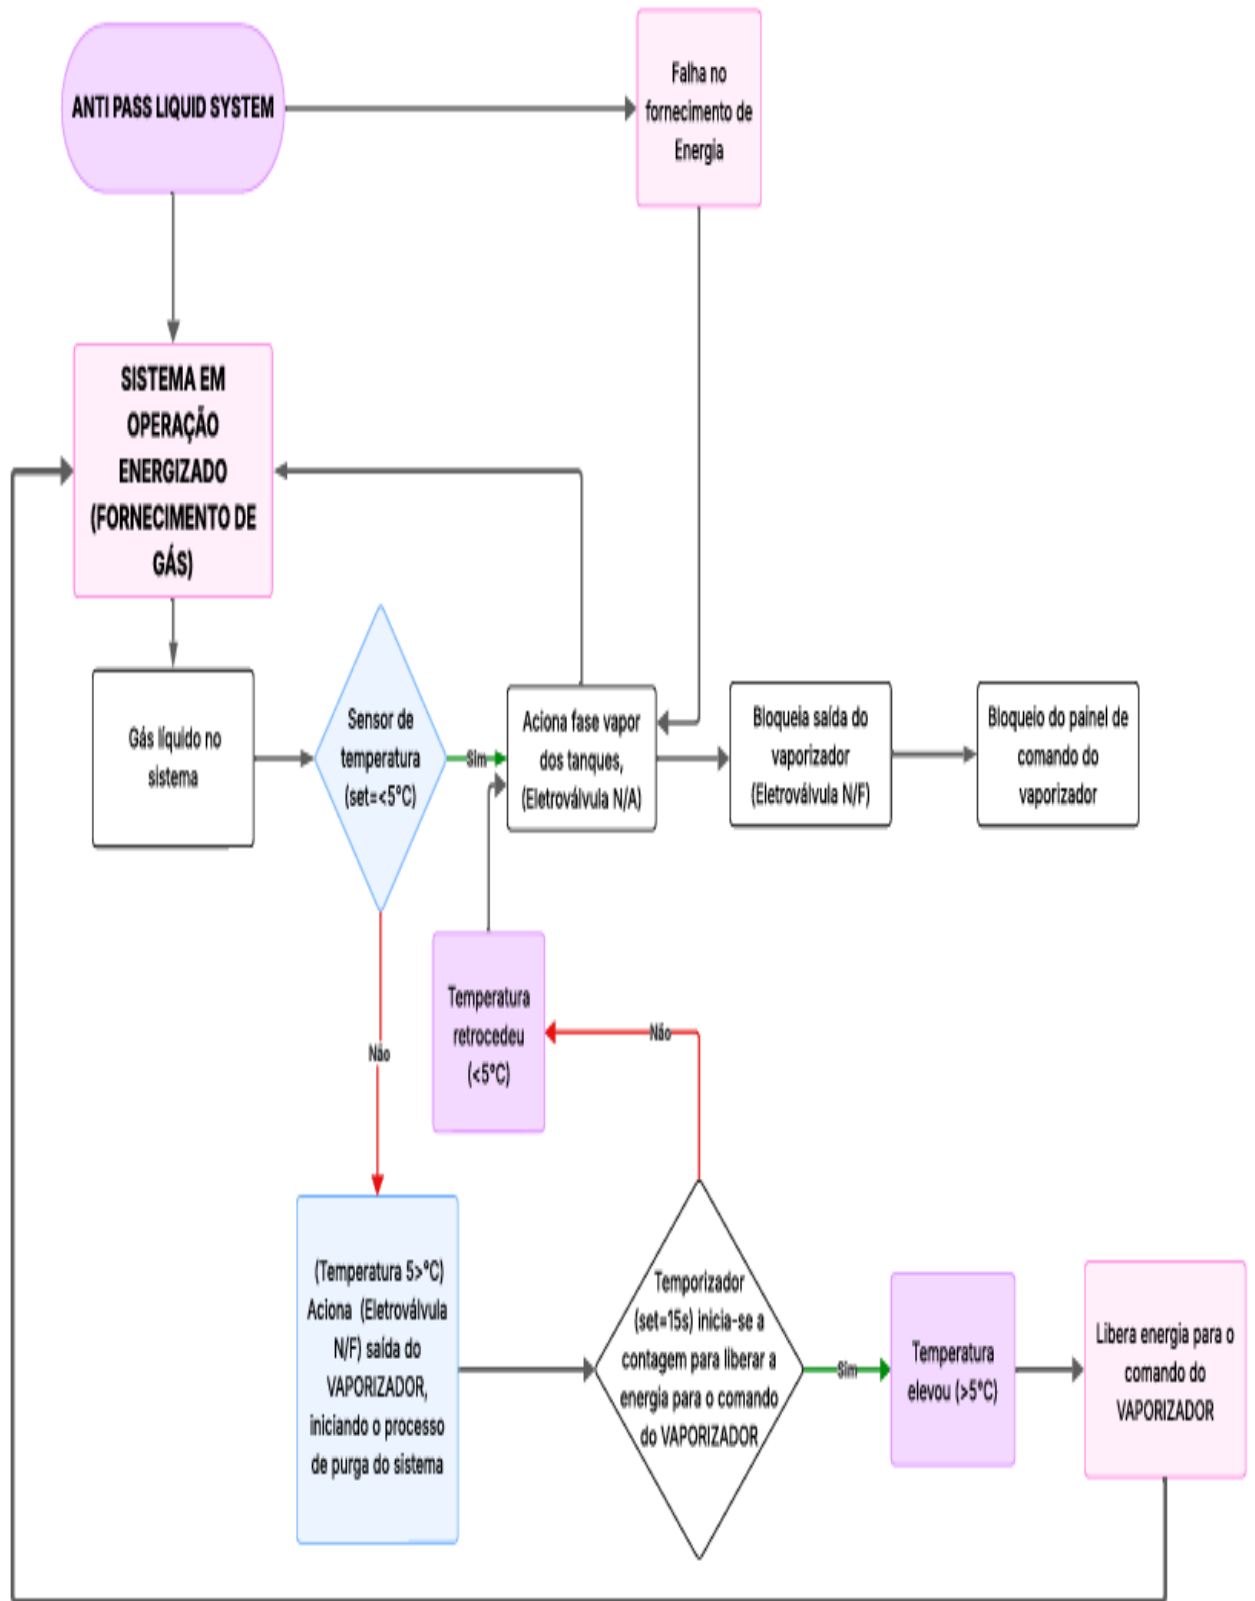 ANTI PASS LIQUID SYSTEM
Falha no
fornecimento de
Energia
SISTEMA EM
OPERAÇÃO
ENERGIZADO
(FORNECIMENTO DE
GÁS)
Gás líquido no
sistema
Sensor de
temperatura
(set=<5°C)
Sim
Aciona fase vapor
dos tanques,
(Eletroválvula N/A)
Bloqueia saída do
vaporizador
(Eletroválvula N/F)
Bloqueio do painel de
comando do
vaporizador
Não
Temperatura
retrocedeu
(<5°C)
Não
(Temperatura 5>°C)
Aciona (Eletroválvula
N/F) saída do
VAPORIZADOR,
iniciando o processo
de purga do sistema
Temporizador
(set=15s) inicia-se a
contagem para liberar a
energia para o comando
do VAPORIZADOR
Sim
Temperatura
elevou (>5°C)
Libera energia para o
comando do
VAPORIZADOR